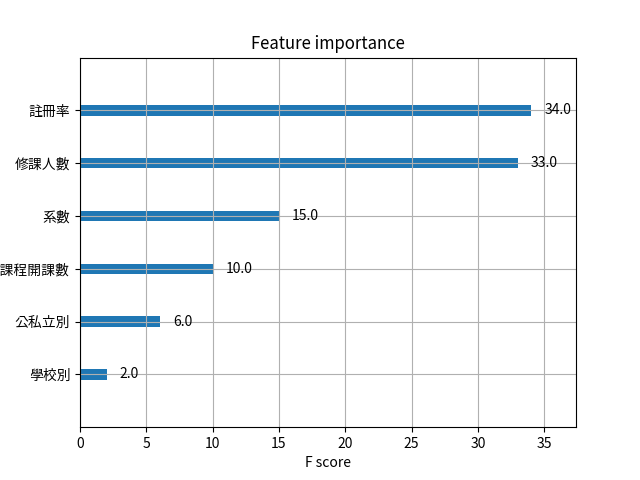 Feature importance
註冊率 34.0
修課人數 33.0
系數 15.0
課程開課數 10.0
公私立別 6.0
學校別 2.0
0 5 10 15 20 25 30 35
F score